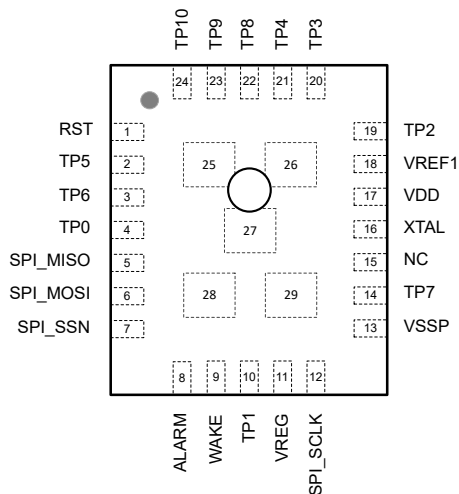 TP10 TP9 TP8 TP4 TP3
24 23 22 21 20
RST 1 19 TP2
TP5 2 25 26 18 VREF1
TP6 3 17 VDD
TP0 4 27 16 XTAL
SPI_MISO 5 15 NC
SPI_MOSI 6 28 29 14 TP7
SPI_SSN 7 13 VSSP
8 9 10 11 12
ALARM WAKE TP1 VREG SPI_SCLK